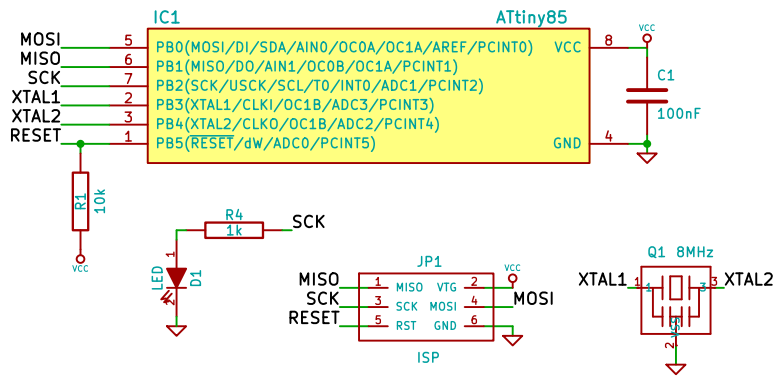 IC1 ATtiny85
MOSI 5 PB0(MOSI/DI/SDA/AIN0/OC0A/OC1A/AREF/PCINT0) VCC 8 VCC
MISO 6 PB1(MISO/DO/AIN1/OC0B/OC1A/PCINT1)
SCK 7 PB2(SCK/USCK/SCL/T0/INT0/ADC1/PCINT2) C1
XTAL1 2 PB3(XTAL1/CLKI/OC1B/ADC3/PCINT3)
XTAL2 3 PB4(XTAL2/CLKO/OC1B/ADC2/PCINT4) 100nF
RESET 1 PB5(RESET/dW/ADC0/PCINT5) GND 4
R1 10k
VCC
R4
1k SCK
1
LED D1
2
JP1
VCC
MISO 1 MISO VTG 2
SCK 3 SCK MOSI 4 MOSI
RESET 5 RST GND 6
ISP
Q1 8MHz
XTAL1 1 1 3 3 XTAL2
VSS
2